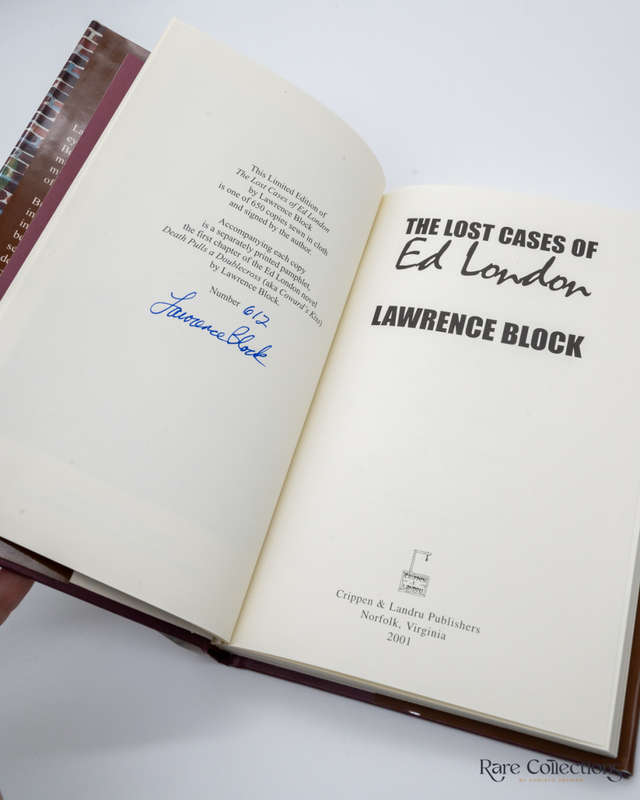 This Limited Edition of
The Lost Cases of Ed London
by Lawrence Block
is one of 650 copies sewn in cloth
and signed by the author.
Accompanying each copy
is a separately printed pamphlet,
the first chapter of the Ed London novel
Death Pulls a Doublecross (aka Coward's Kiss)
by Lawrence Block
Number 612
Lawrence Block
THE LOST CASES OF
Ed London
LAWRENCE BLOCK
Crippen & Landru Publishers
Norfolk, Virginia
2001
Rare Collections